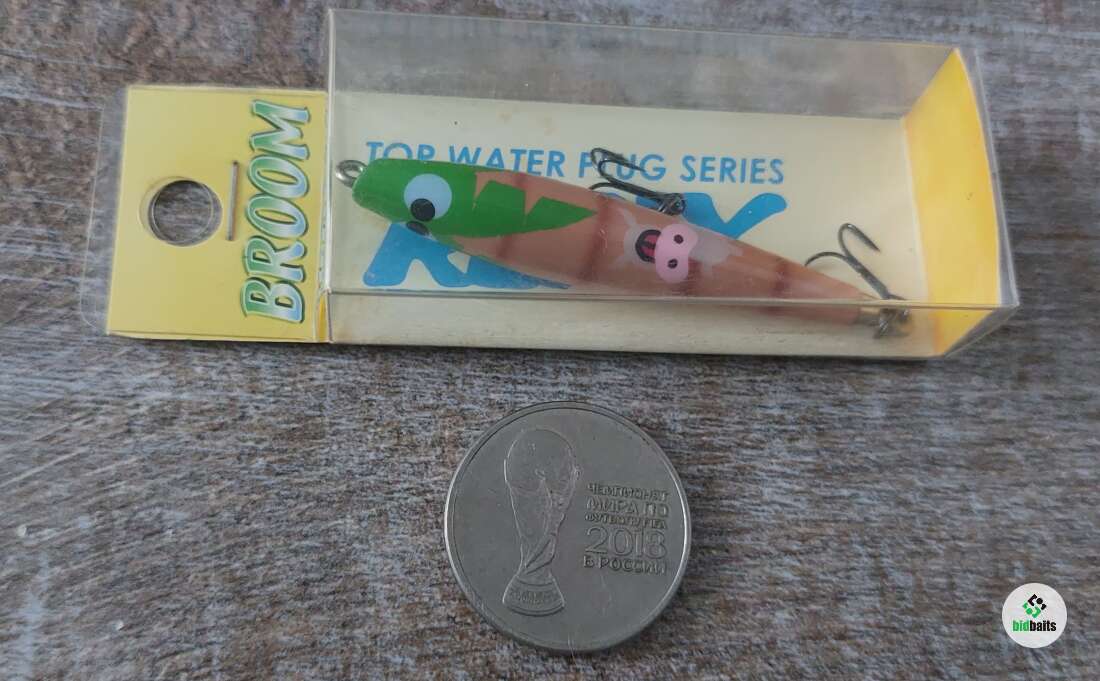 BROOM
TOP WATER PLUG SERIES
ЧЕМПИОНАТ
МИРА ПО
ФУТБОЛУ FIFA
2018
В РОССИИ
bidbaits